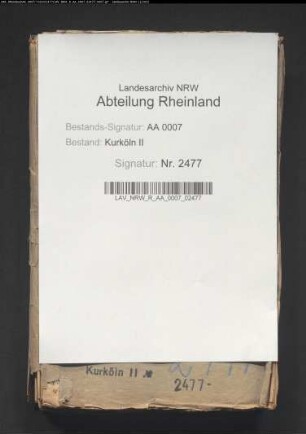 Landesarchiv NRW
Abteilung Rheinland
Bestands-Signatur: AA 0007
Bestand: Kurköln II
Signatur: Nr. 2477
LAV_NRW_R_AA_0007_02477
Kurköln II
2477-